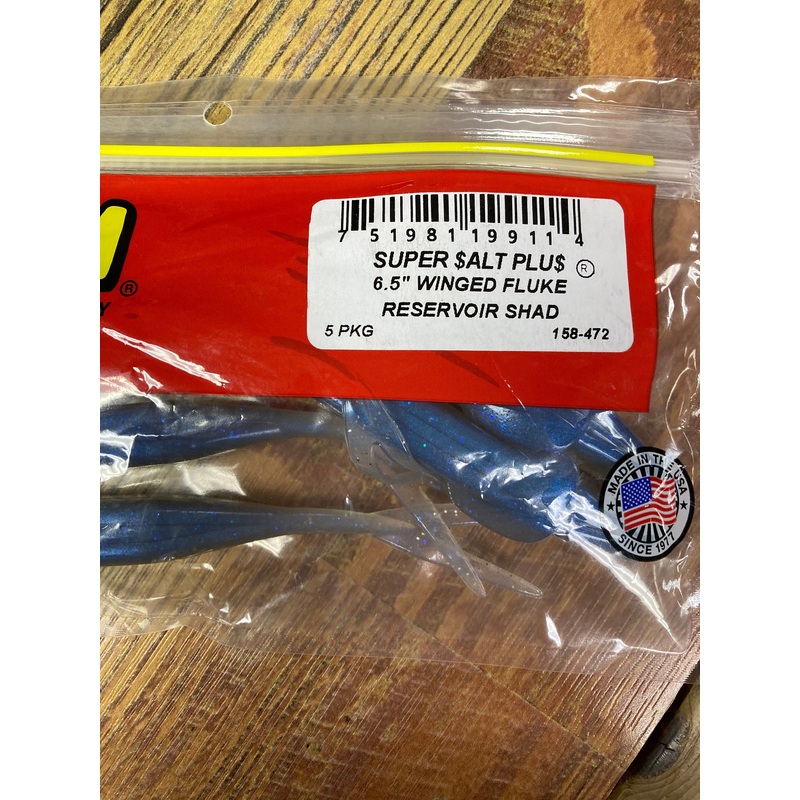 ®
Y
7 51981 19911 4
SUPER $ALT PLU$ ®
6.5" WINGED FLUKE
RESERVOIR SHAD
5 PKG 158-472
MADE IN THE USA
SINCE 1977